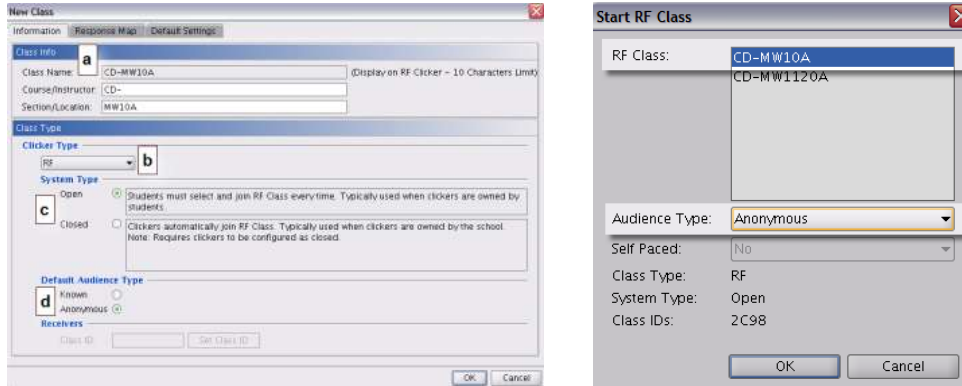 New Class
Information Response Map Default Settings
Class Info
a
Class Name: CD-MW10A (Display on RF Clicker - 10 Characters Limit)
Course/Instructor: CD-
Section/Location: MW10A
Class Type
Clicker Type
RF b
System Type
Open Students must select and join RF Class everytime. Typically used when clickers are owned by
students.
c
Closed Clickers automatically join RF Class. Typically used when clickers are owned by the school.
Note: Requires clickers to be configured as closed.
Default Audience Type
d Known
Anonymous
Receivers
Class ID Set Class ID
OK Cancel
Start RF Class
RF Class: CD-MW10A
CD-MW1120A
Audience Type: Anonymous
Self Paced: No
Class Type: RF
System Type: Open
Class IDs: 2C98
OK Cancel